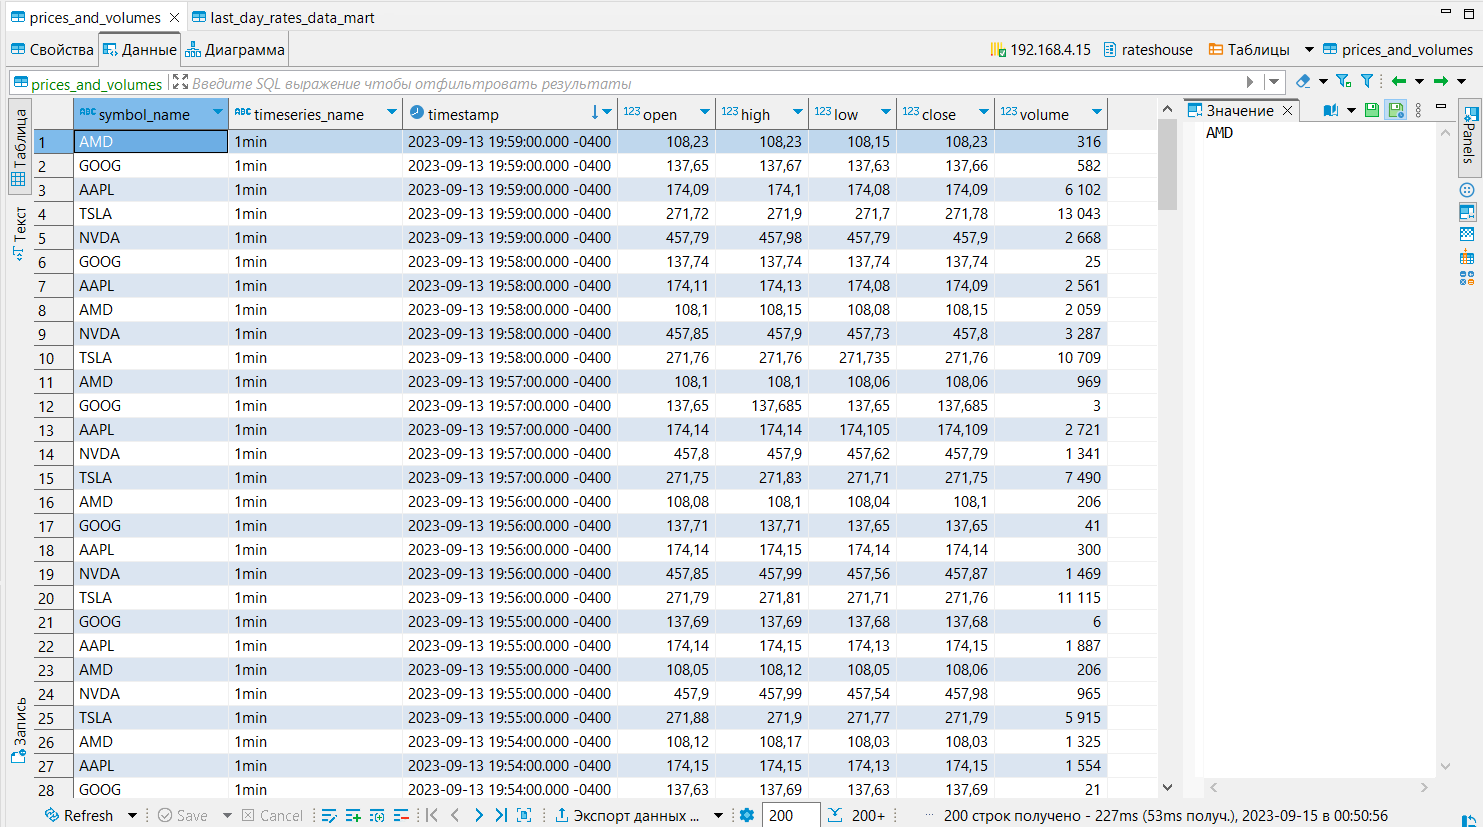 prices_and_volumes last_day_rates_data_mart
Свойства Данные Диаграмма 192.168.4.15 rateshouse Таблицы prices_and_volumes
prices_and_volumes Введите SQL выражение чтобы отфильтровать результаты
Таблица
Текст
Запись
ABC symbol_name ABC timeseries_name timestamp 123 open 123 high 123 low 123 close 123 volume
1 AMD 1min 2023-09-13 19:59:00.000 -0400 108,23 108,23 108,15 108,23 316
2 GOOG 1min 2023-09-13 19:59:00.000 -0400 137,65 137,67 137,63 137,66 582
3 AAPL 1min 2023-09-13 19:59:00.000 -0400 174,09 174,1 174,08 174,09 6 102
4 TSLA 1min 2023-09-13 19:59:00.000 -0400 271,72 271,9 271,7 271,78 13 043
5 NVDA 1min 2023-09-13 19:59:00.000 -0400 457,79 457,98 457,79 457,9 2 668
6 GOOG 1min 2023-09-13 19:58:00.000 -0400 137,74 137,74 137,74 137,74 25
7 AAPL 1min 2023-09-13 19:58:00.000 -0400 174,11 174,13 174,08 174,09 2 561
8 AMD 1min 2023-09-13 19:58:00.000 -0400 108,1 108,15 108,08 108,15 2 059
9 NVDA 1min 2023-09-13 19:58:00.000 -0400 457,85 457,9 457,73 457,8 3 287
10 TSLA 1min 2023-09-13 19:58:00.000 -0400 271,76 271,76 271,735 271,76 10 709
11 AMD 1min 2023-09-13 19:57:00.000 -0400 108,1 108,1 108,06 108,06 969
12 GOOG 1min 2023-09-13 19:57:00.000 -0400 137,65 137,685 137,65 137,685 3
13 AAPL 1min 2023-09-13 19:57:00.000 -0400 174,14 174,14 174,105 174,109 2 721
14 NVDA 1min 2023-09-13 19:57:00.000 -0400 457,8 457,9 457,62 457,79 1 341
15 TSLA 1min 2023-09-13 19:57:00.000 -0400 271,75 271,83 271,71 271,75 7 490
16 AMD 1min 2023-09-13 19:56:00.000 -0400 108,08 108,1 108,04 108,1 206
17 GOOG 1min 2023-09-13 19:56:00.000 -0400 137,71 137,71 137,65 137,65 41
18 AAPL 1min 2023-09-13 19:56:00.000 -0400 174,14 174,15 174,14 174,14 300
19 NVDA 1min 2023-09-13 19:56:00.000 -0400 457,85 457,99 457,56 457,87 1 469
20 TSLA 1min 2023-09-13 19:56:00.000 -0400 271,79 271,81 271,71 271,76 11 115
21 GOOG 1min 2023-09-13 19:55:00.000 -0400 137,69 137,69 137,68 137,68 6
22 AAPL 1min 2023-09-13 19:55:00.000 -0400 174,14 174,15 174,13 174,15 1 887
23 AMD 1min 2023-09-13 19:55:00.000 -0400 108,05 108,12 108,05 108,06 206
24 NVDA 1min 2023-09-13 19:55:00.000 -0400 457,9 457,99 457,54 457,98 965
25 TSLA 1min 2023-09-13 19:55:00.000 -0400 271,88 271,9 271,77 271,79 5 915
26 AMD 1min 2023-09-13 19:54:00.000 -0400 108,12 108,17 108,03 108,03 1 325
27 AAPL 1min 2023-09-13 19:54:00.000 -0400 174,15 174,15 174,13 174,15 1 554
28 GOOG 1min 2023-09-13 19:54:00.000 -0400 137,63 137,69 137,63 137,69 21
Значение
AMD
Panels
Refresh Save Cancel Экспорт данных ... 200 200+ 200 строк получено - 227ms (53ms получ.), 2023-09-15 в 00:50:56